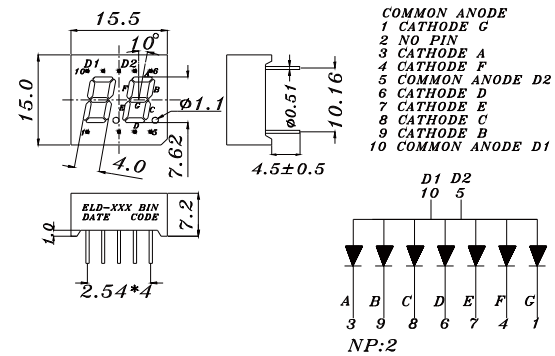 15.5
10°
D1 D2
10 6
A
F B
G
E C
D
1 5
15.0
Ø1.1
7.62
4.0
Ø0.51
10.16
4.5±0.5
COMMON ANODE
1 CATHODE G
2 NO PIN
3 CATHODE A
4 CATHODE F
5 COMMON ANODE D2
6 CATHODE D
7 CATHODE E
8 CATHODE C
9 CATHODE B
10 COMMON ANODE D1
ELD-XXX BIN
DATE CODE
7.2
1.0
2.54*4
D1 D2
10 5
A B C D E F G
3 9 8 6 7 4 1
NP:2